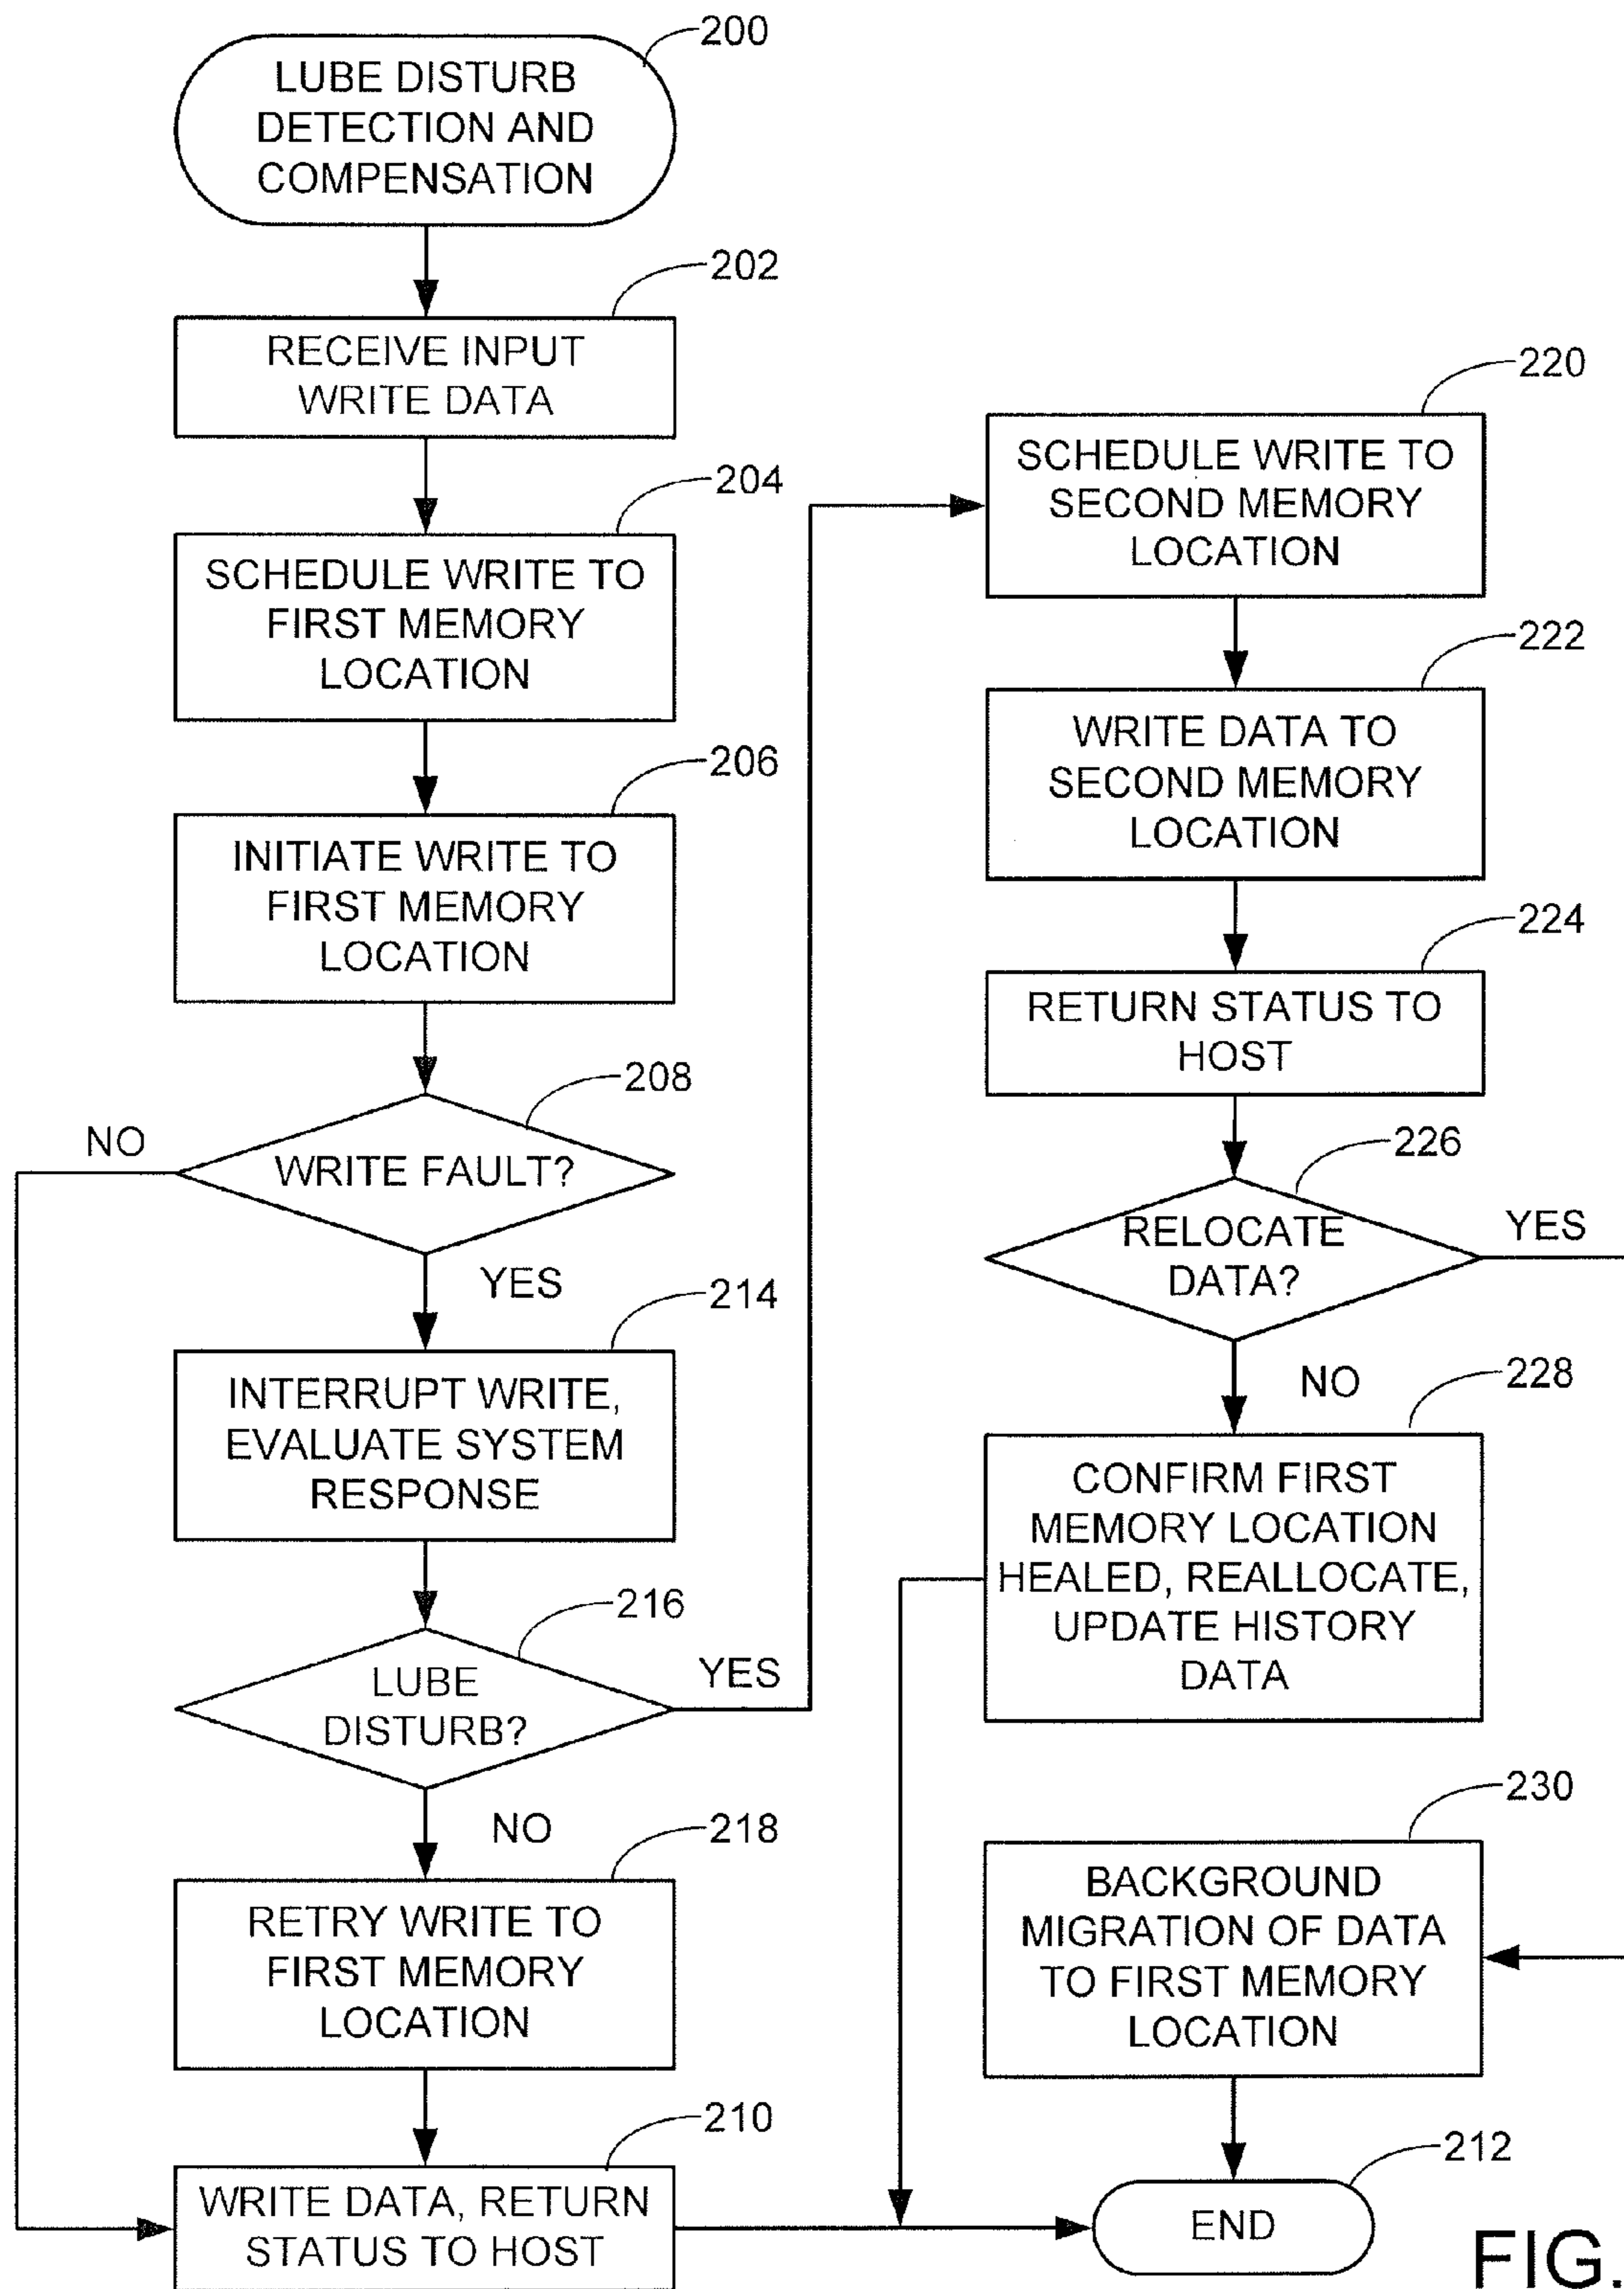 200
LUBE DISTURB
DETECTION AND
COMPENSATION
202
RECEIVE INPUT
WRITE DATA
204
SCHEDULE WRITE TO
FIRST MEMORY
LOCATION
206
INITIATE WRITE TO
FIRST MEMORY
LOCATION
208
NO
WRITE FAULT?
YES
214
INTERRUPT WRITE,
EVALUATE SYSTEM
RESPONSE
216
LUBE
DISTURB?
YES
NO
218
RETRY WRITE TO
FIRST MEMORY
LOCATION
210
WRITE DATA, RETURN
STATUS TO HOST
220
SCHEDULE WRITE TO
SECOND MEMORY
LOCATION
222
WRITE DATA TO
SECOND MEMORY
LOCATION
224
RETURN STATUS TO
HOST
226
RELOCATE
DATA?
YES
NO
228
CONFIRM FIRST
MEMORY LOCATION
HEALED, REALLOCATE,
UPDATE HISTORY
DATA
230
BACKGROUND
MIGRATION OF DATA
TO FIRST MEMORY
LOCATION
212
END
FIG.